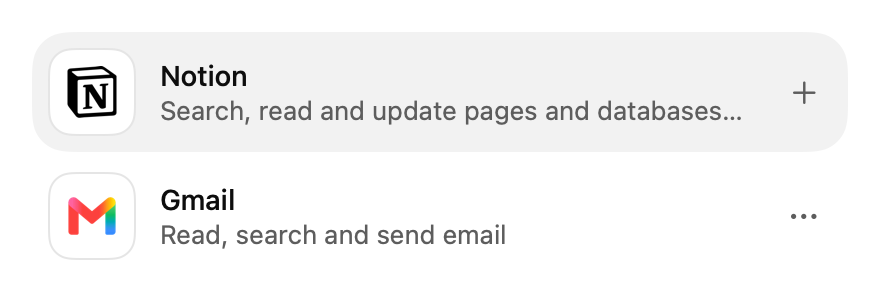 Notion
Search, read and update pages and databases...
Gmail
Read, search and send email